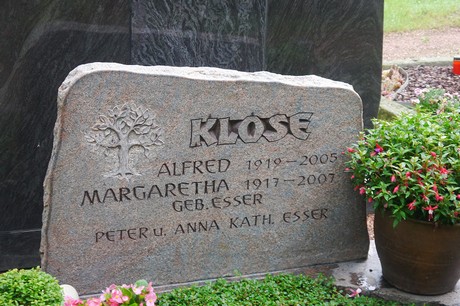 KLOSE
ALFRED 1919-2005
MARGARETHA 1917-2007
GEB. ESSER
PETER u. ANNA KATH. ESSER